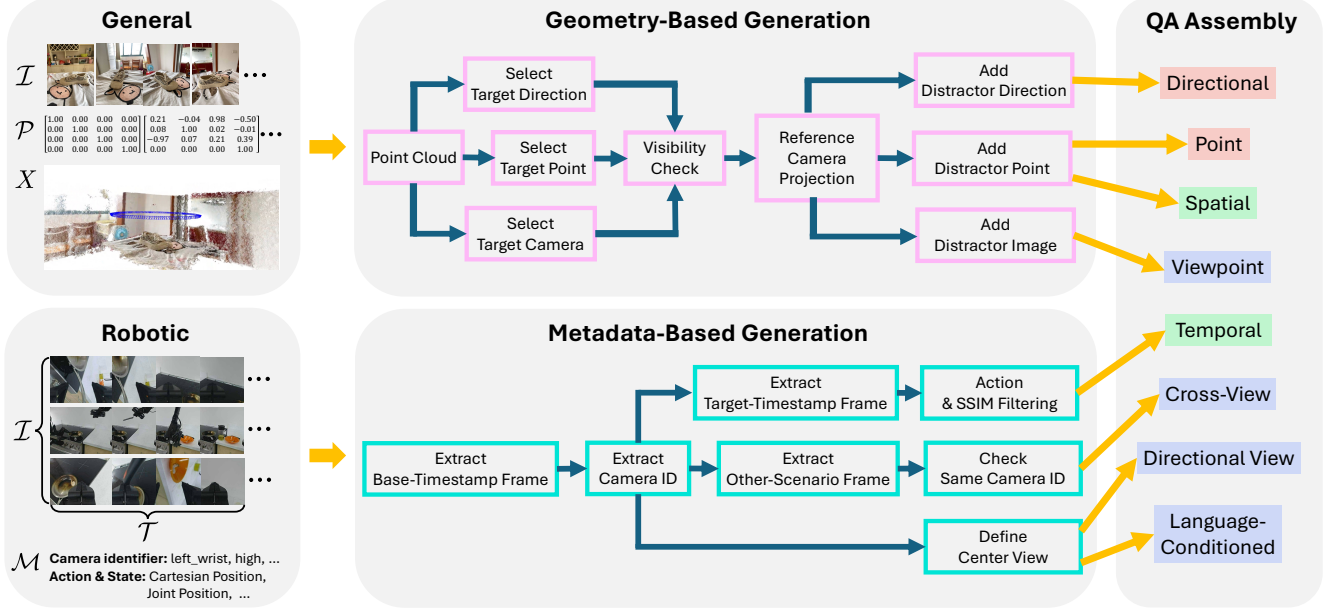 General
I
P
[1.00 0.00 0.00 0.00] [0.21 −0.04 0.98 −0.50]
[0.00 1.00 0.00 0.00] [0.08 1.00 0.02 −0.01]
[0.00 0.00 1.00 0.00] [−0.97 0.07 0.21 0.39]
[0.00 0.00 0.00 1.00] [0.00 0.00 0.00 1.00]
...
X
Geometry-Based Generation
Point Cloud
Select
Target Direction
Select
Target Point
Select
Target Camera
Visibility
Check
Reference
Camera
Projection
Add
Distractor Direction
Add
Distractor Point
Add
Distractor Image
QA Assembly
Directional
Point
Spatial
Viewpoint
Temporal
Cross-View
Directional View
Language-
Conditioned
Robotic
I
T
M Camera identifier: left_wrist, high, ...
Action & State: Cartesian Position,
Joint Position, ...
Metadata-Based Generation
Extract
Base-Timestamp Frame
Extract
Camera ID
Extract
Target-Timestamp Frame
Action
& SSIM Filtering
Extract
Other-Scenario Frame
Check
Same Camera ID
Define
Center View